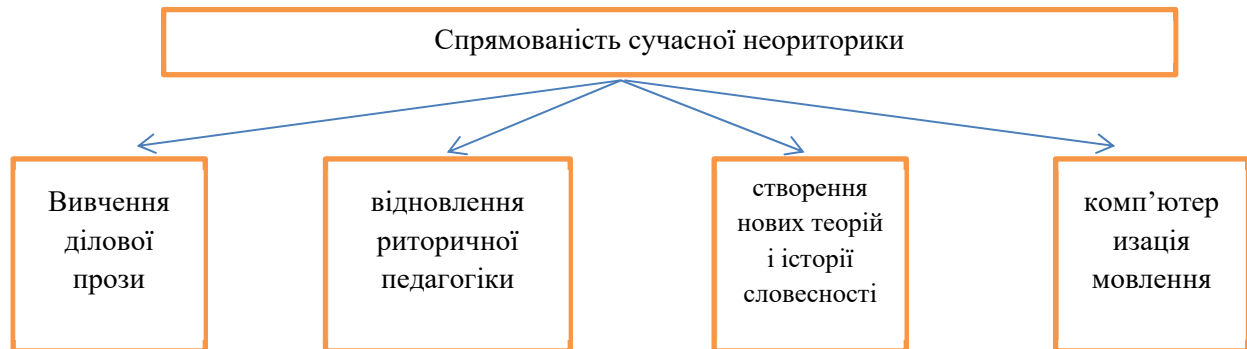 Спрямованість сучасної неориторики
Вивчення
ділової
прози
відновлення
риторичної
педагогіки
створення
нових теорій
і історії
словесності
комп’ютер
изація
мовлення